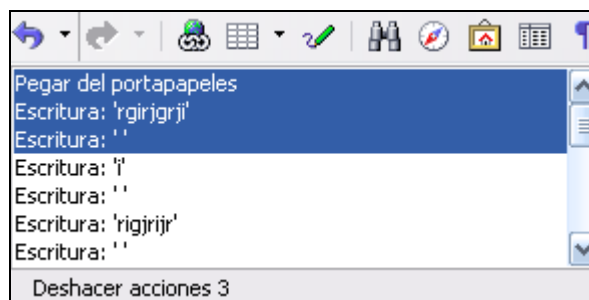 Pegar del portapapeles
Escritura: 'rgirjgrji'
Escritura: ' '
Escritura: 'i'
Escritura: ' '
Escritura: 'rigjrijr'
Escritura: ' '
Deshacer acciones 3